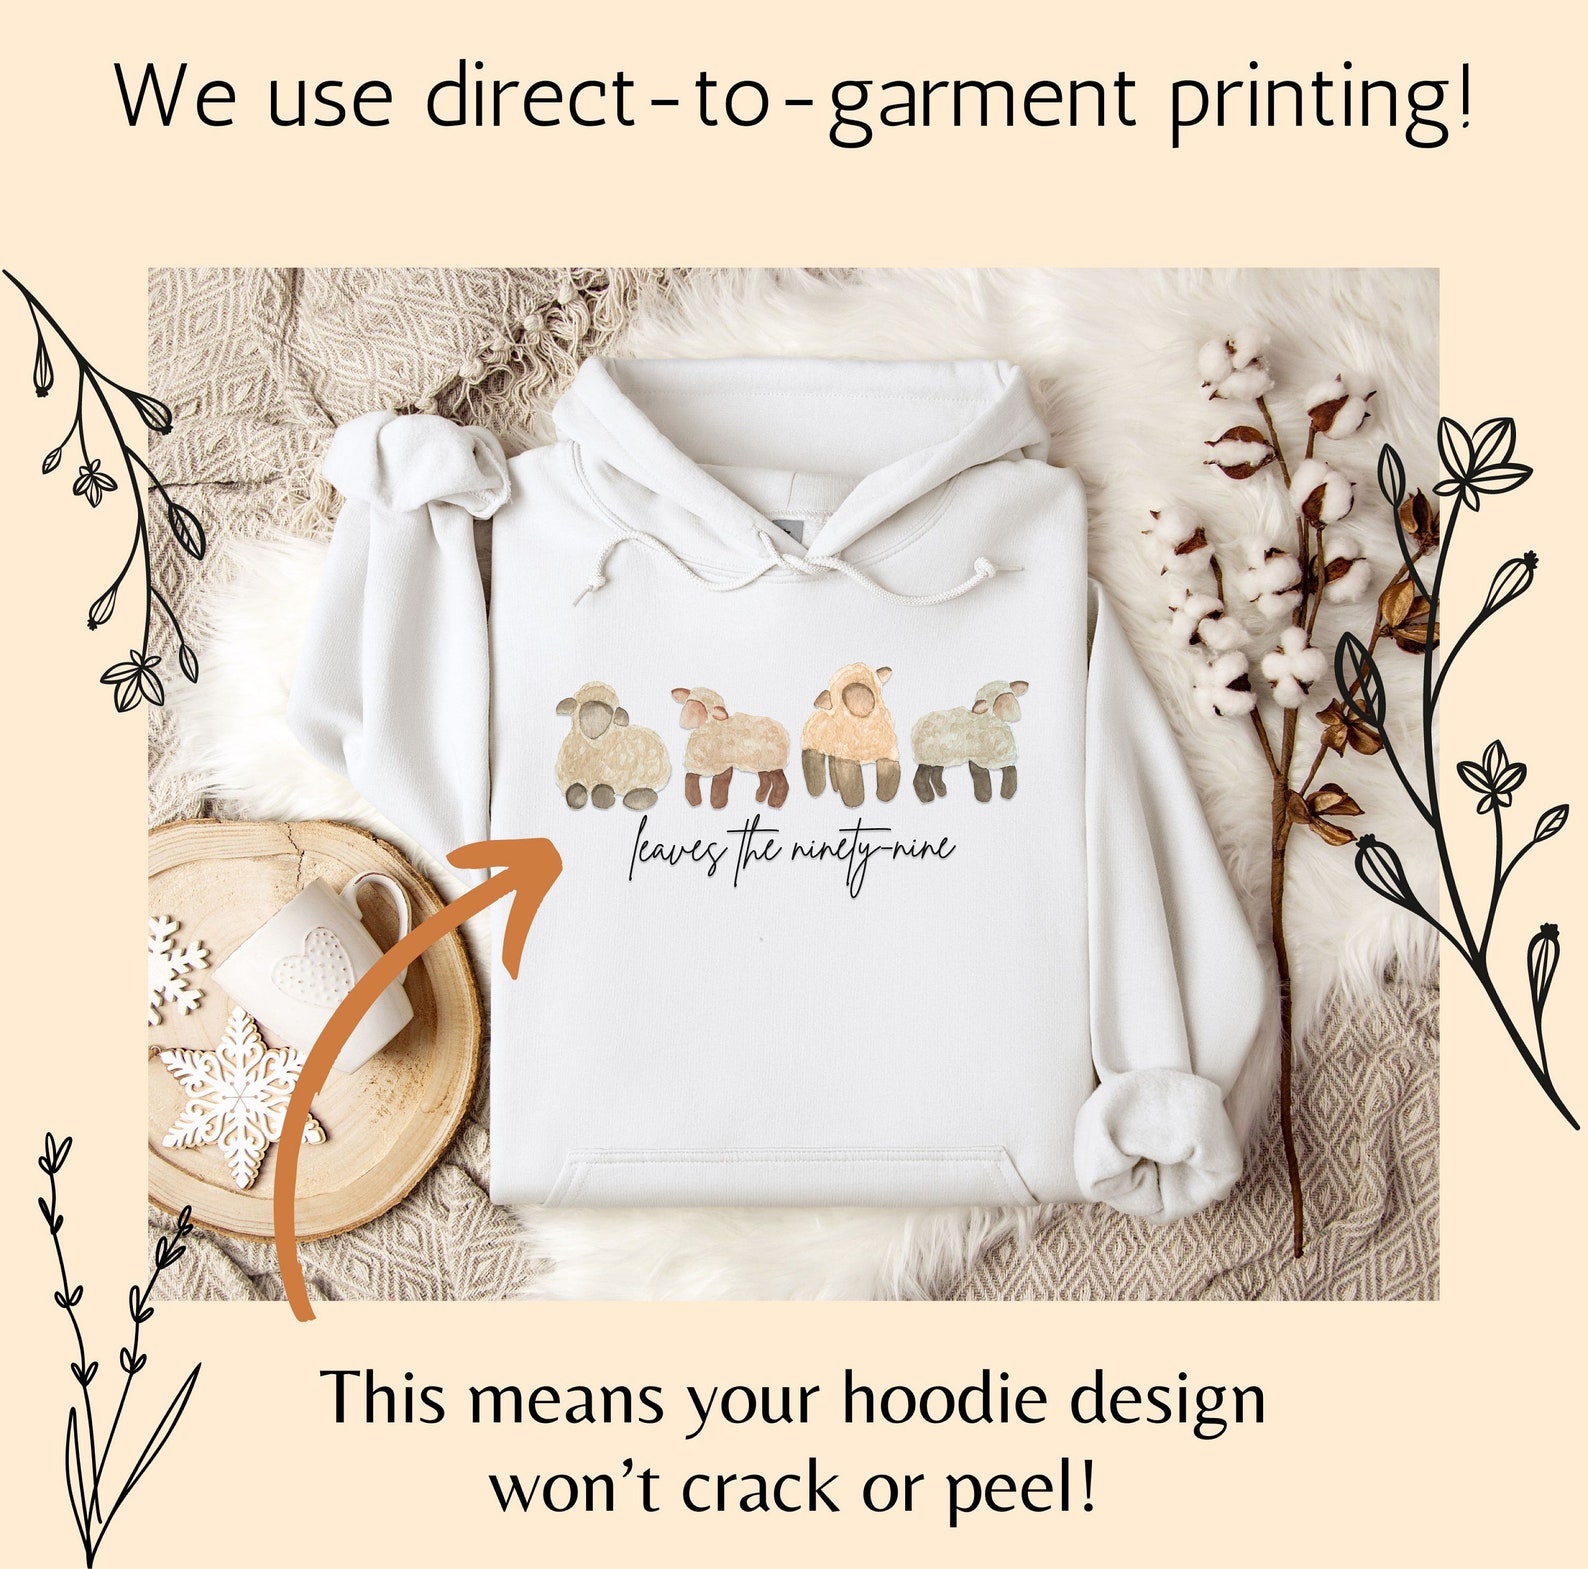 We use direct-to-garment printing!
leaves the ninety-nine
This means your hoodie design
won't crack or peel!